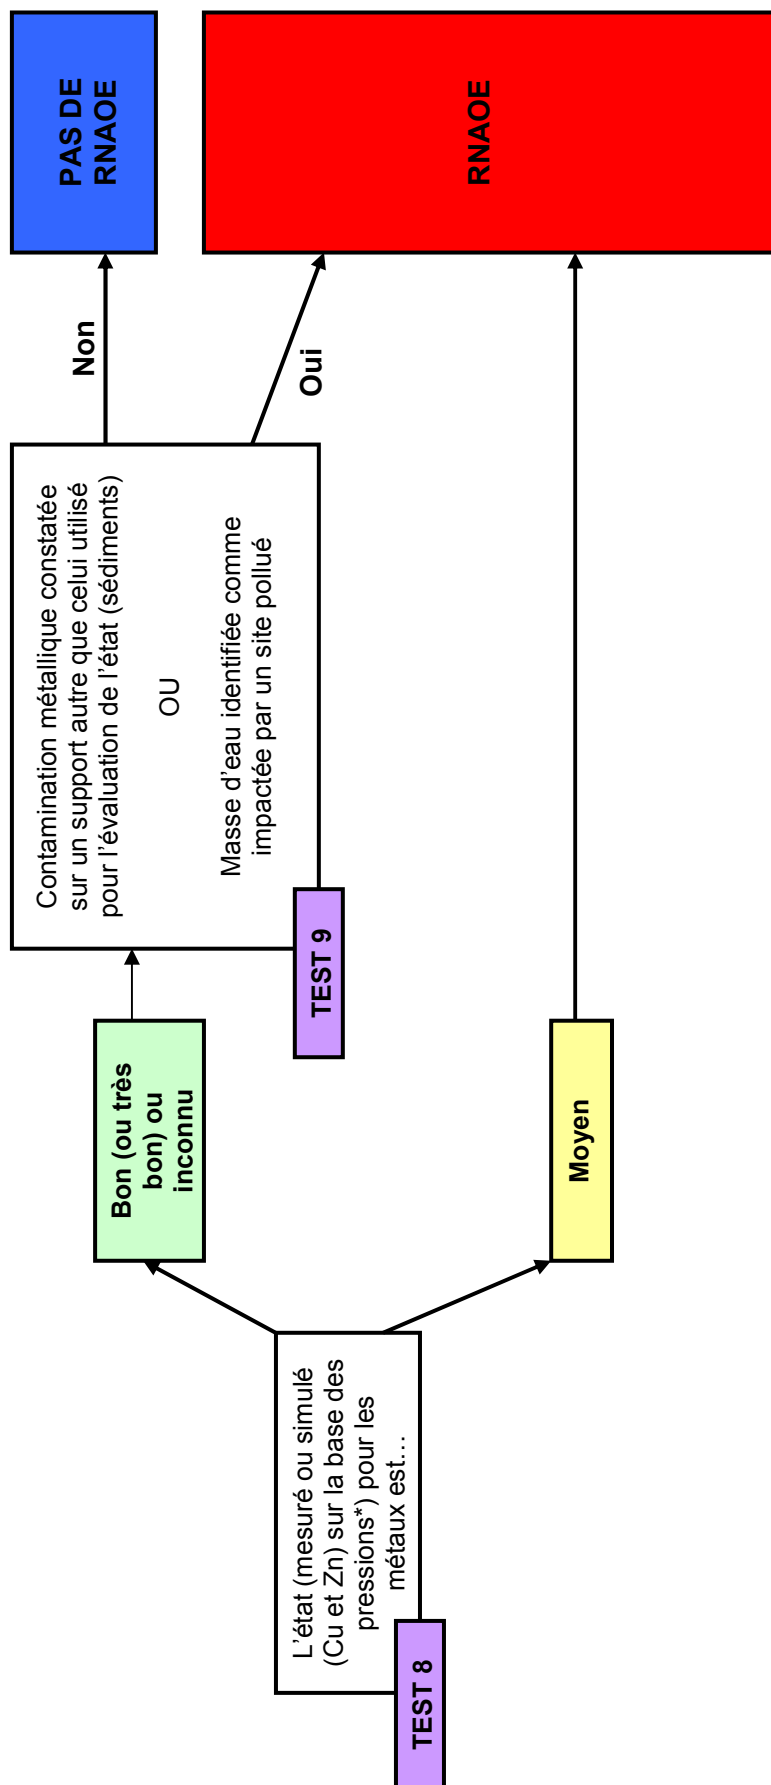 L’état (mesuré ou simulé
(Cu et Zn) sur la base des
pressions*) pour les
métaux est…
TEST 8
Bon (ou très
bon) ou
inconnu
Moyen
Contamination métallique constatée
sur un support autre que celui utilisé
pour l’évaluation de l’état (sédiments)
OU
Masse d’eau identifiée comme
impactée par un site pollué
TEST 9
Non
Oui
PAS DE
RNAOE
RNAOE